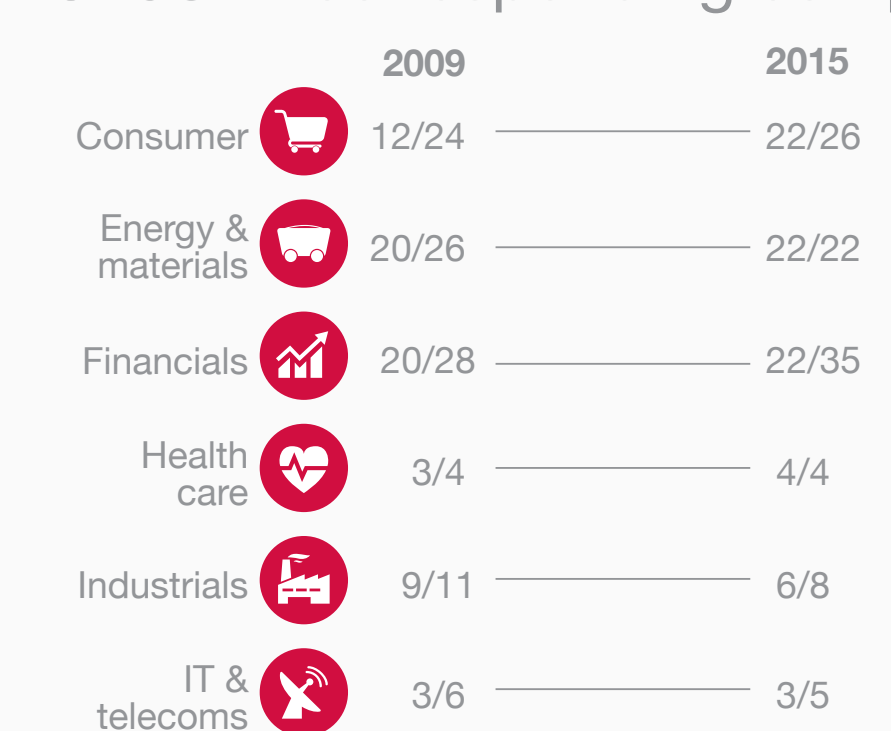 2009 2015
Consumer 12/24 22/26
Energy &
materials 20/26 22/22
Financials 20/28 22/35
Health
care 3/4 4/4
Industrials 9/11 6/8
IT &
telecoms 3/6 3/5